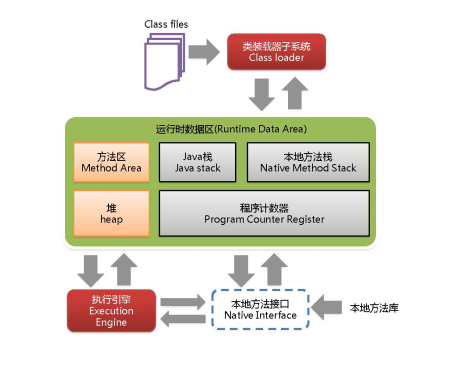 Class files
类装载器子系统
Class loader
运行时数据区(Runtime Data Area)
方法区
Method Area
Java栈
Java stack
本地方法栈
Native Method Stack
堆
heap
程序计数器
Program Counter Register
执行引擎
Execution
Engine
本地方法接口
Native Interface
本地方法库